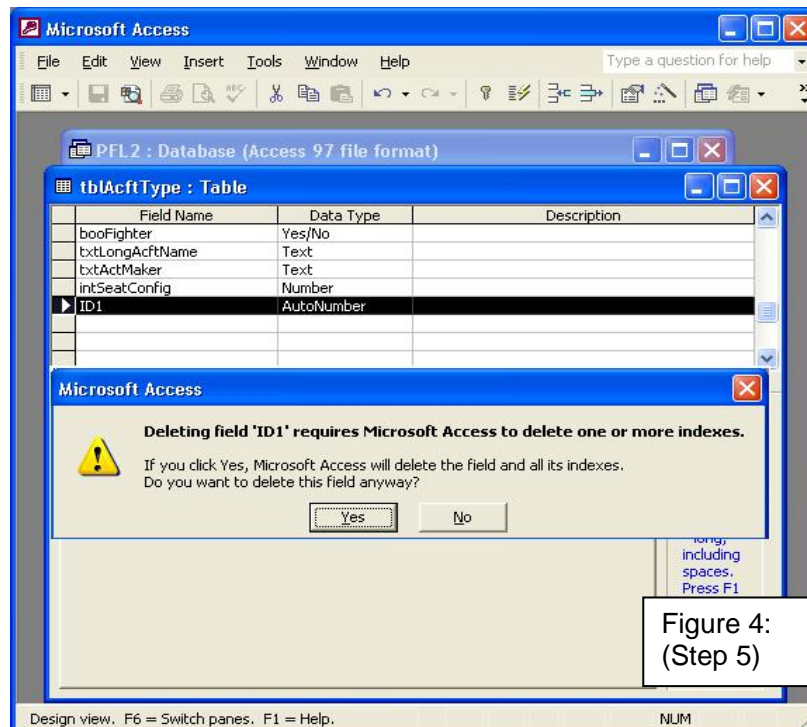 Microsoft Access
File Edit View Insert Tools Window Help Type a question for help
PFL2 : Database (Access 97 file format)
tblAcftType : Table
Field Name Data Type Description
booFighter Yes/No
txtLongAcftName Text
txtActMaker Text
intSeatConfig Number
ID1 AutoNumber
Microsoft Access
Deleting field 'ID1' requires Microsoft Access to delete one or more indexes.
If you click Yes, Microsoft Access will delete the field and all its indexes.
Do you want to delete this field anyway?
Yes No
long,
including
spaces.
Press F1
Figure 4:
(Step 5)
Design view. F6 = Switch panes. F1 = Help. NUM